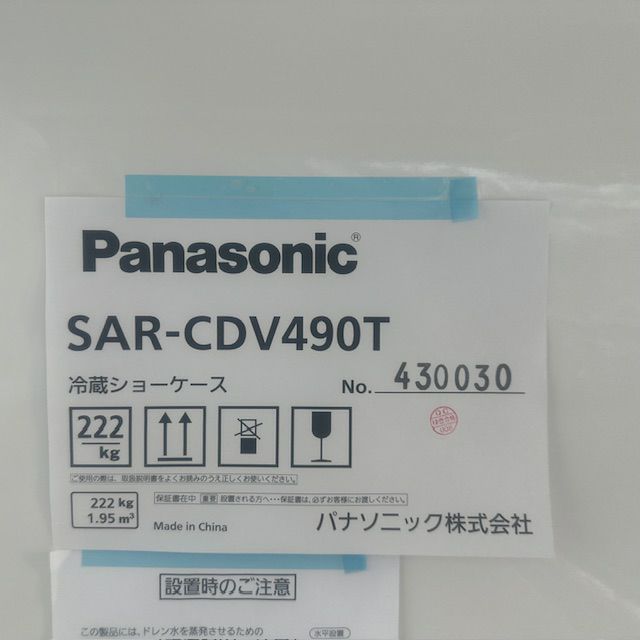 Panasonic®
SAR-CDV490T
冷蔵ショーケース
No. 430030
222
kg
ご使用の際は、取扱説明書をよくお読みのうえ正しくお使いください。
222 kg
1.95 m³
保証書在中 重要 設置される方へ…保証書は、必ずお客様にお渡しください。
Made in China
パナソニック株式会社
設置時のご注意
この製品には、ドレン水を蒸発させるための
水平設置